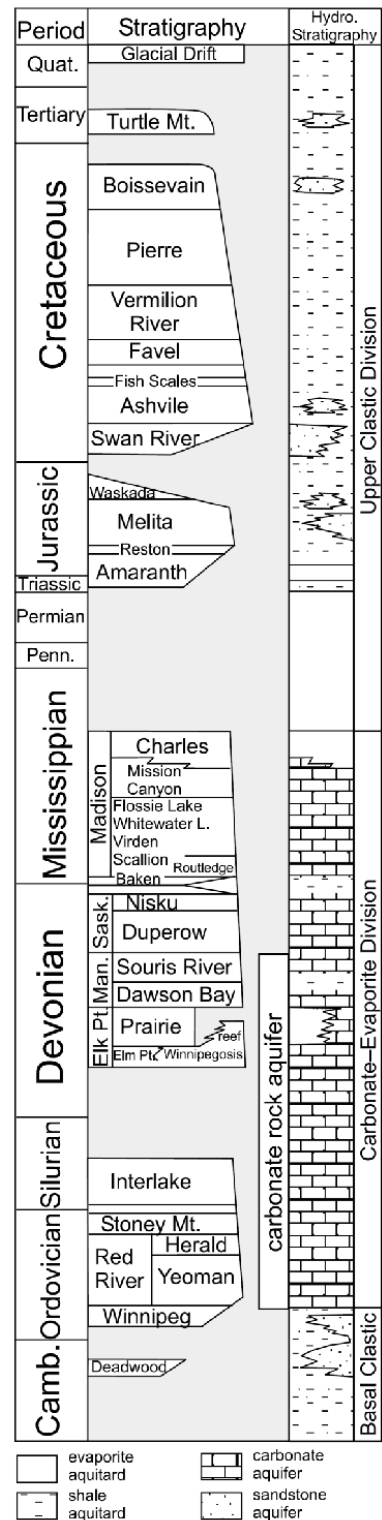 Period
Stratigraphy
Hydro.
Stratigraphy
Quat.
Glacial Drift
Tertiary
Turtle Mt.
Cretaceous
Boissevain
Pierre
Vermilion
River
Favel
Fish Scales
Ashvile
Swan River
Jurassic
Waskada
Melita
Reston
Amaranth
Triassic
Permian
Penn.
Upper Clastic Division
Mississippian
Madison
Charles
Mission
Canyon
Flossie Lake
Whitewater L.
Virden
Scallion
Routledge
Baken
Devonian
Sask.
Nisku
Duperow
Man.
Souris River
Dawson Bay
Elk Pt.
Prairie
reef
Elm Pt.
Winnipegosis
Silurian
Interlake
Ordovician
Stoney Mt.
Red
River
Herald
Yeoman
Winnipeg
carbonate rock aquifer
Carbonate–Evaporite Division
Camb.
Deadwood
Basal Clastic
evaporite
aquitard
carbonate
aquifer
shale
aquitard
sandstone
aquifer